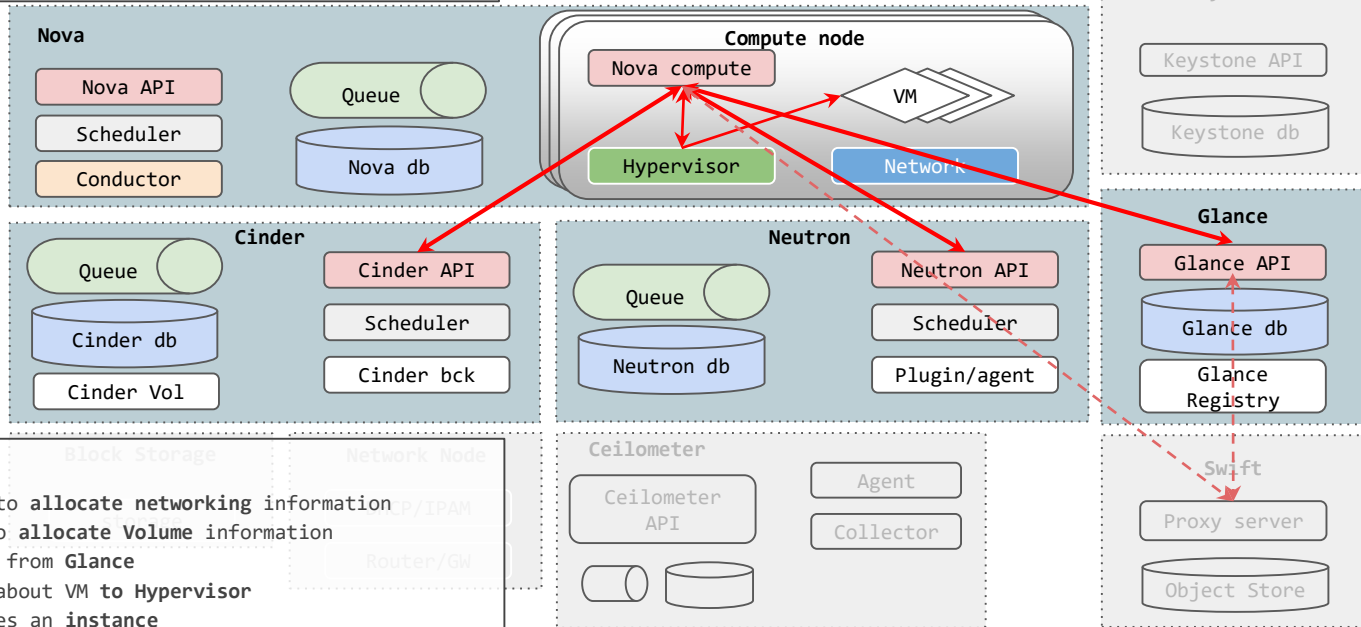 Nova
Compute node
Nova API
Scheduler
Conductor
Queue
Nova db
Nova compute
VM
Hypervisor
Network
Keystone API
Keystone db
Cinder
Queue
Cinder db
Cinder Vol
Cinder API
Scheduler
Cinder bck
Neutron
Queue
Neutron db
Neutron API
Scheduler
Plugin/agent
Glance
Glance API
Glance db
Glance
Registry
Block Storage
storage
Network Node
DHCP/IPAM
Router/GW
to allocate networking information
o allocate Volume information
from Glance
about VM to Hypervisor
es an instance
Ceilometer
Ceilometer
API
Agent
Collector
Swift
Proxy server
Object Store